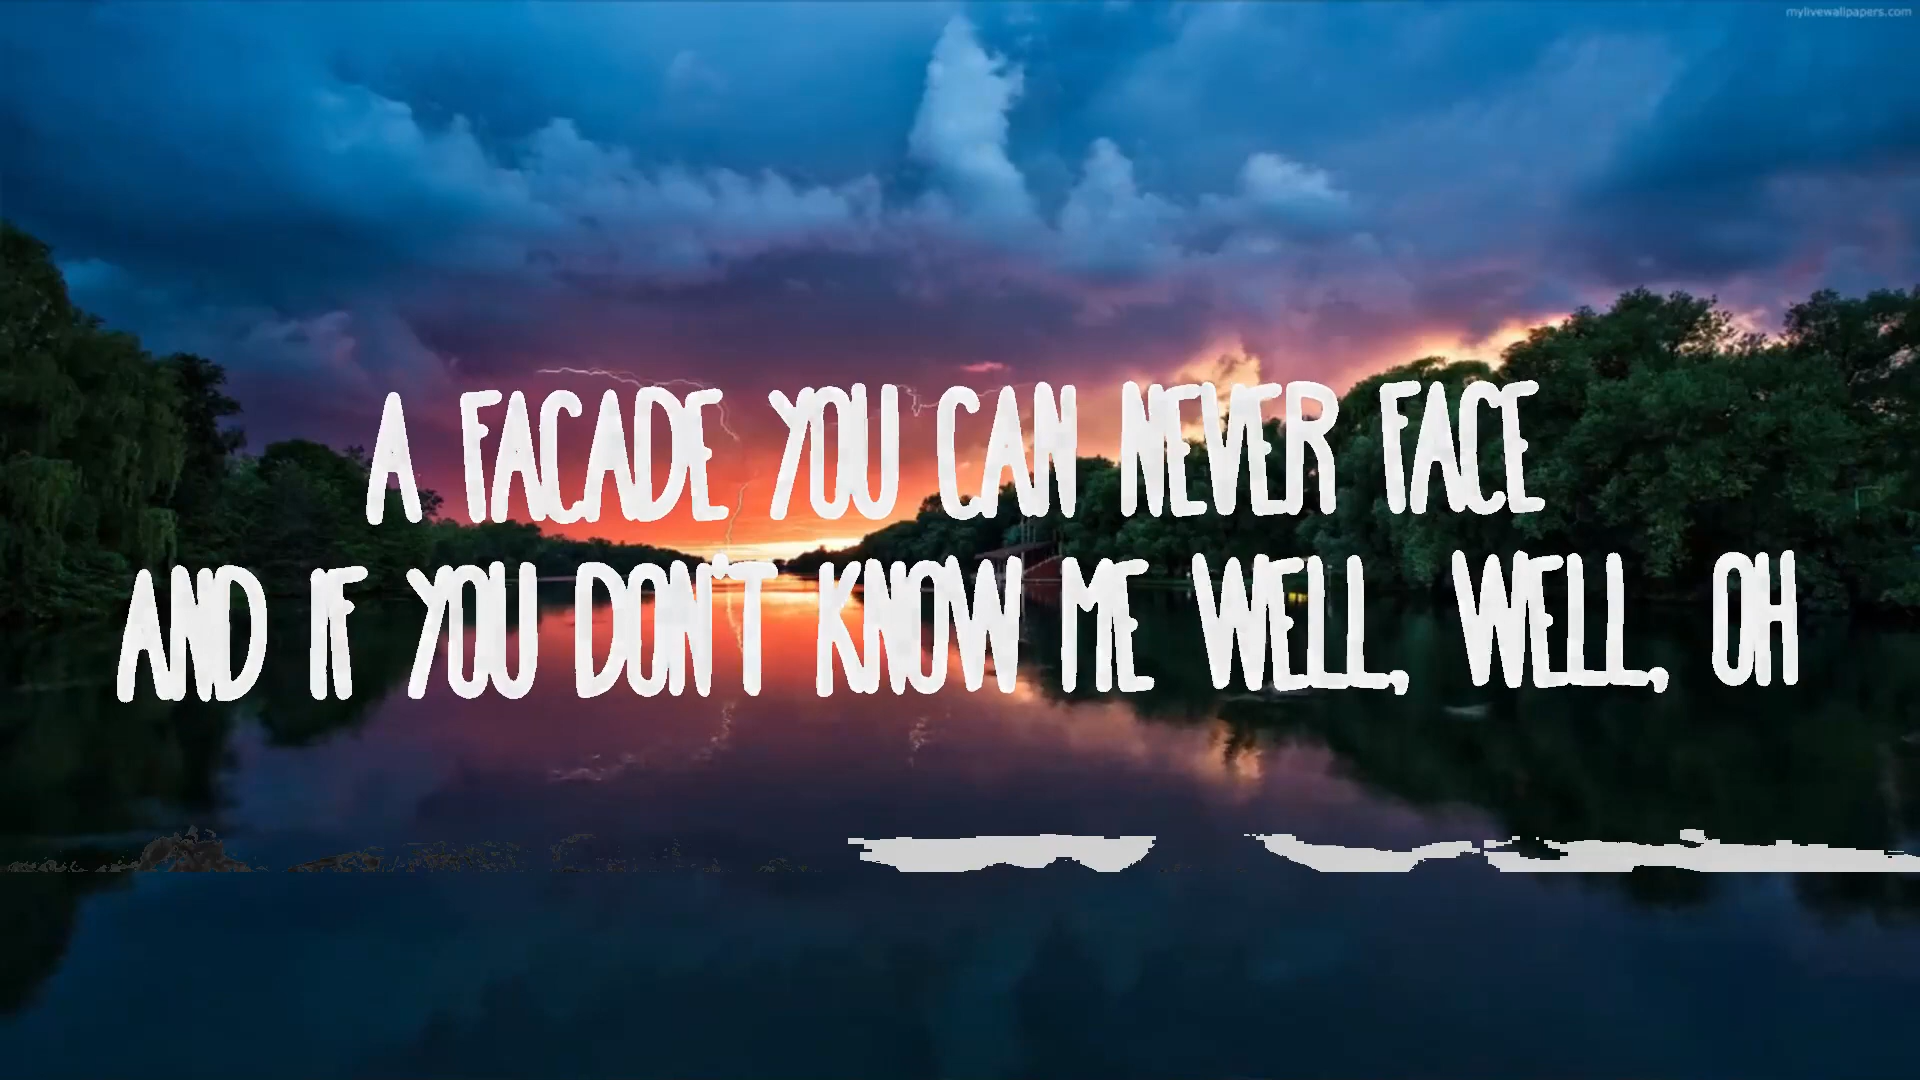 mylivewallpapers.com
A FACADE YOU CAN NEVER FACE
AND IF YOU DON'T KNOW ME WELL, WELL, OH